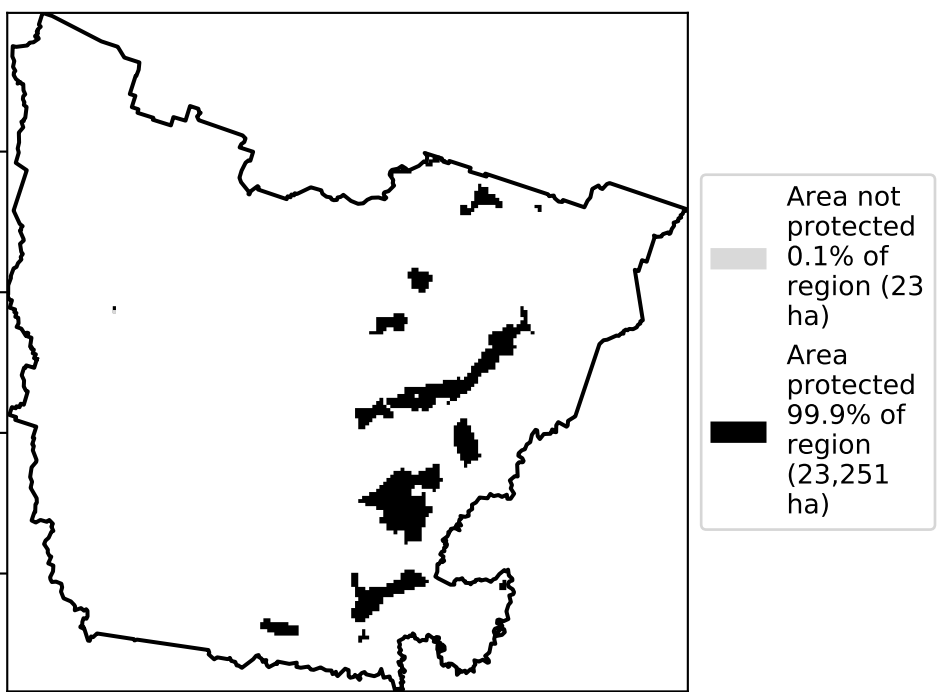 Area not
protected
0.1% of
region (23
ha)
Area
protected
99.9% of
region
(23,251
ha)